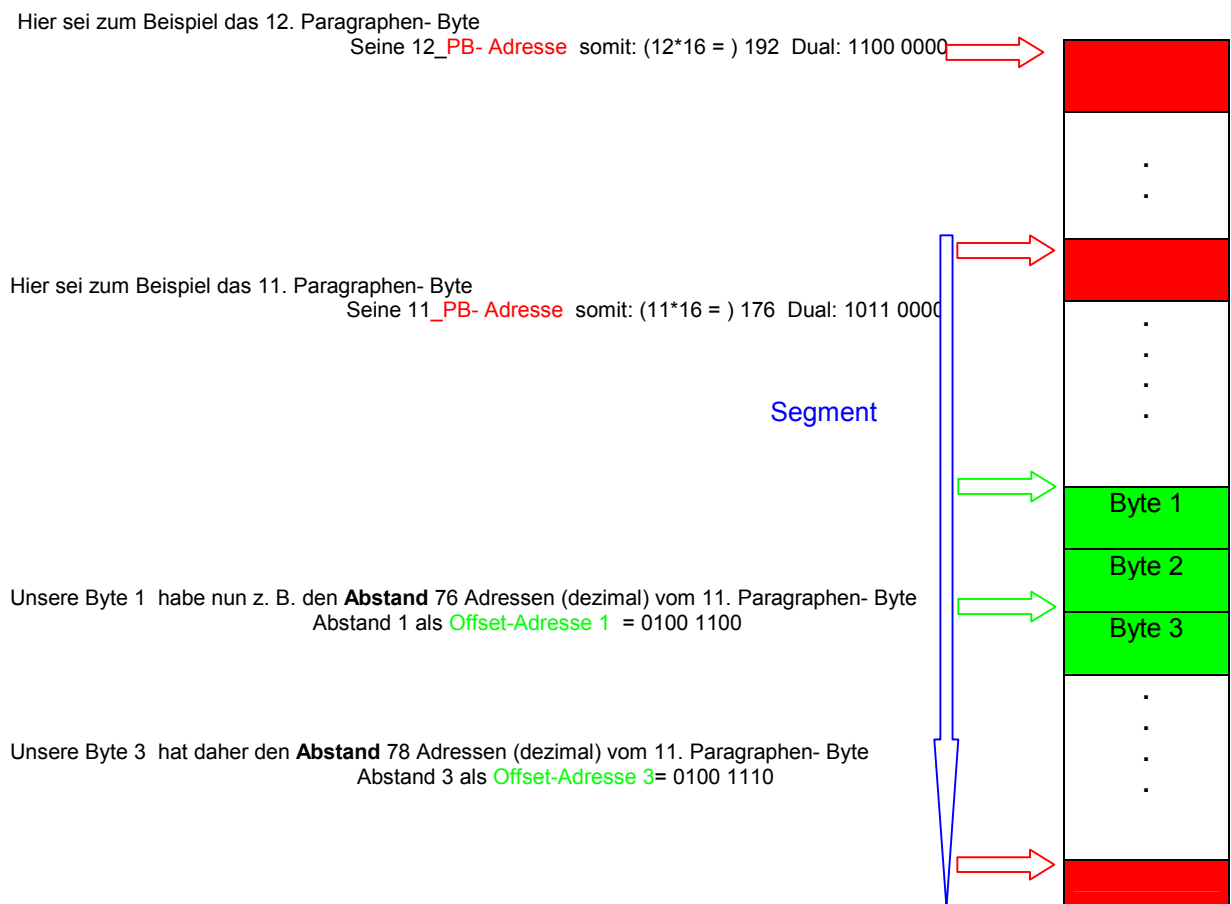 Hier sei zum Beispiel das 12. Paragraphen- Byte
Seine 12_PB- Adresse somit: (12*16 = ) 192 Dual: 1100 0000
.
.
Hier sei zum Beispiel das 11. Paragraphen- Byte
Seine 11_PB- Adresse somit: (11*16 = ) 176 Dual: 1011 0000
.
.
.
.
Segment
Byte 1
Byte 2
Unsere Byte 1 habe nun z. B. den Abstand 76 Adressen (dezimal) vom 11. Paragraphen- Byte
Abstand 1 als Offset-Adresse 1 = 0100 1100
Byte 3
.
.
.
.
Unsere Byte 3 hat daher den Abstand 78 Adressen (dezimal) vom 11. Paragraphen- Byte
Abstand 3 als Offset-Adresse 3= 0100 1110